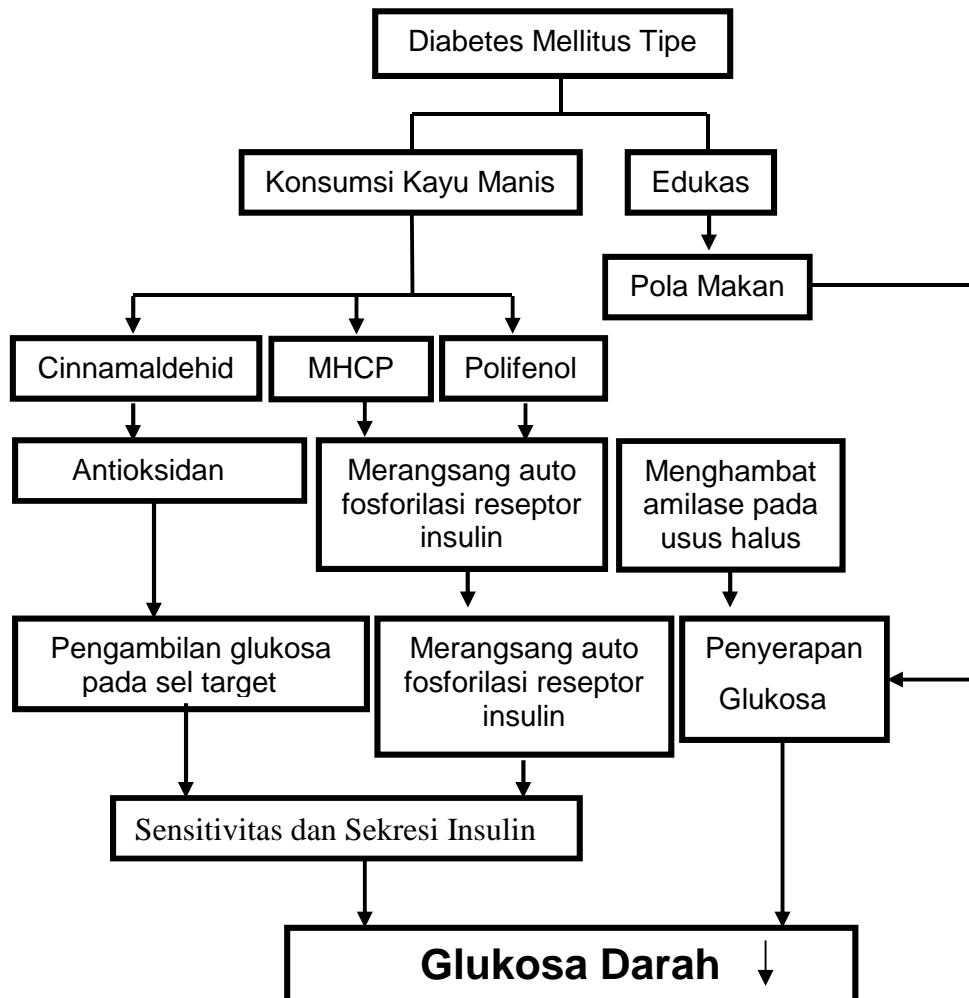 Diabetes Mellitus Tipe
Konsumsi Kayu Manis
Edukas
Pola Makan
Cinnamaldehid
MHCP
Polifenol
Antioksidan
Merangsang auto
fosforilasi reseptor
insulin
Menghambat
amilase pada
usus halus
Pengambilan glukosa
pada sel target
Merangsang auto
fosforilasi reseptor
insulin
Penyerapan
Glukosa
Sensitivitas dan Sekresi Insulin
Glukosa Darah